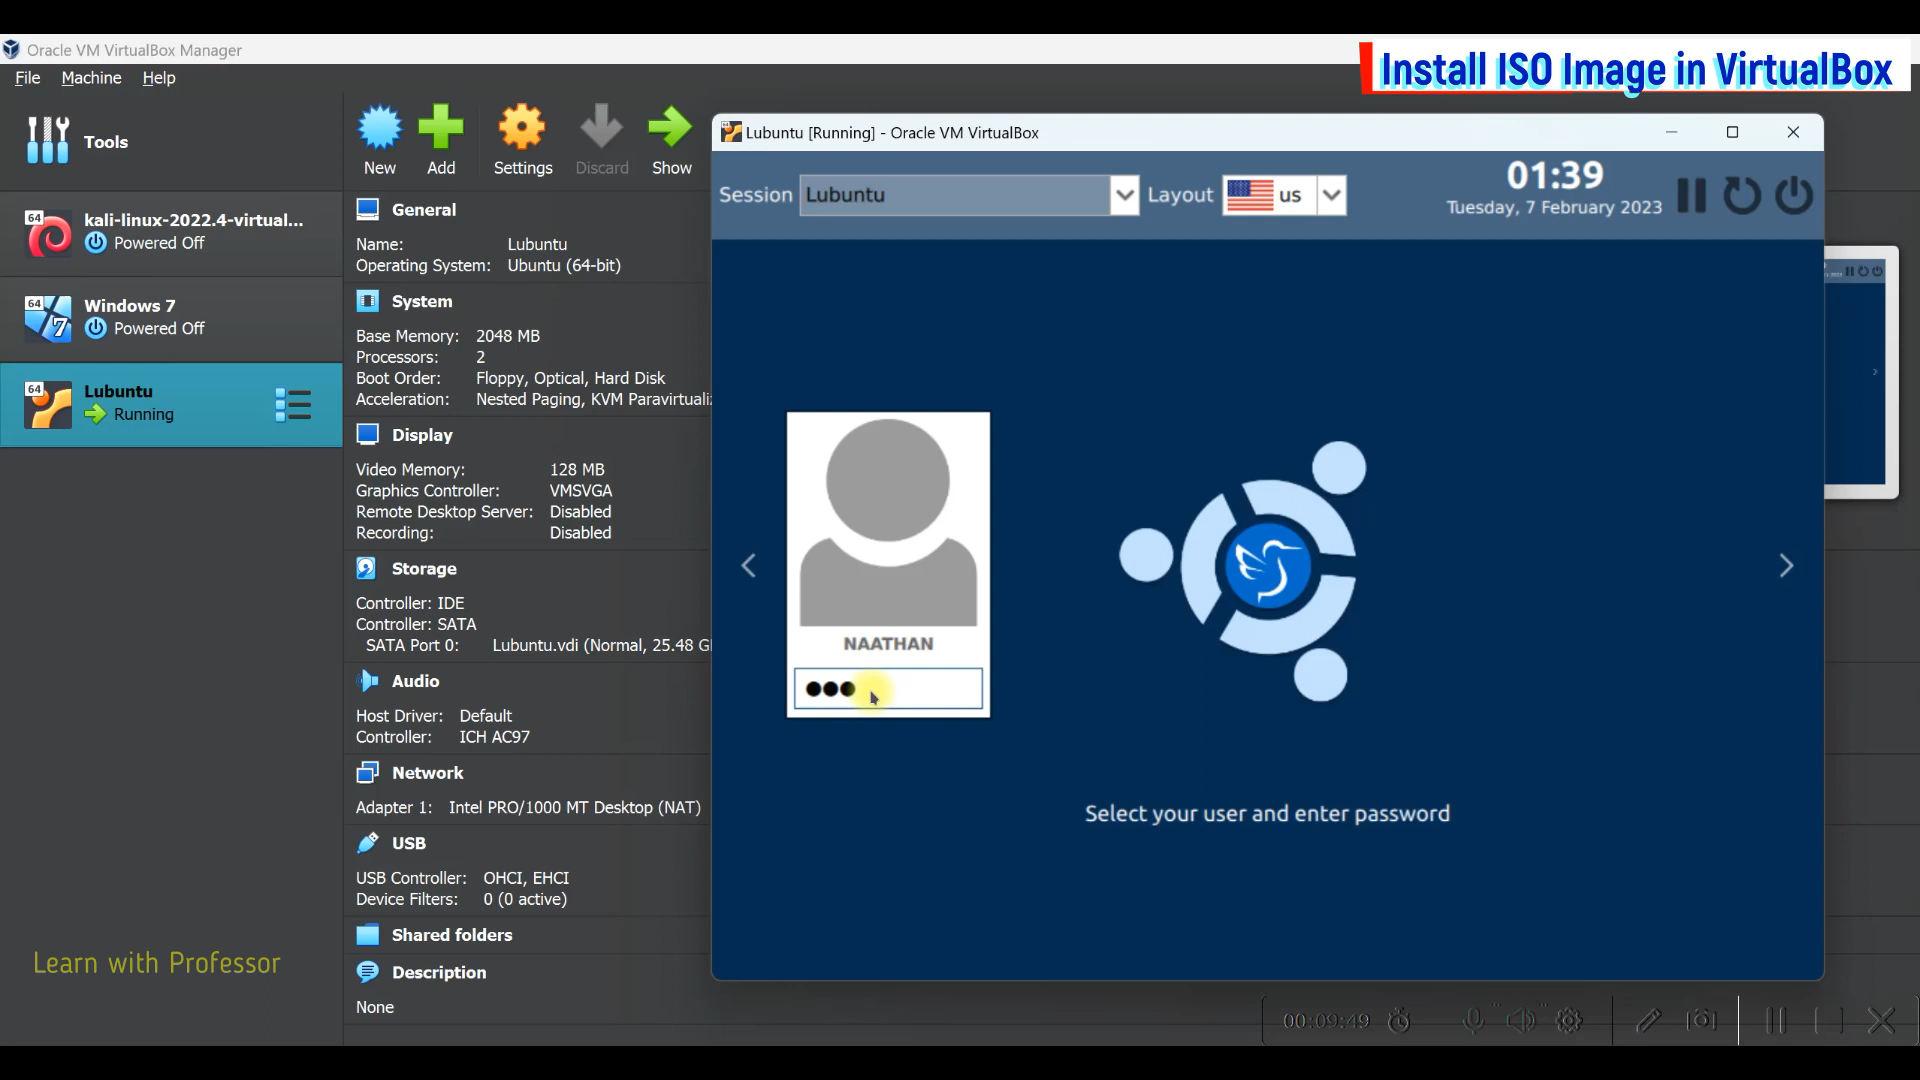 Oracle VM VirtualBox Manager
Install ISO Image in VirtualBox
File Machine Help
Tools
New Add Settings Discard Show
64 kali-linux-2022.4-virtual...
Powered Off
64 Windows 7
7 Powered Off
64 Lubuntu
Running
General
Name: Lubuntu
Operating System: Ubuntu (64-bit)
System
Base Memory: 2048 MB
Processors: 2
Boot Order: Floppy, Optical, Hard Disk
Acceleration: Nested Paging, KVM Paravirtuali
Display
Video Memory: 128 MB
Graphics Controller: VMSVGA
Remote Desktop Server: Disabled
Recording: Disabled
Storage
Controller: IDE
Controller: SATA
SATA Port 0: Lubuntu.vdi (Normal, 25.48 G
Audio
Host Driver: Default
Controller: ICH AC97
Network
Adapter 1: Intel PRO/1000 MT Desktop (NAT)
USB
USB Controller: OHCI, EHCI
Device Filters: 0 (0 active)
Shared folders
Description
None
Lubuntu [Running] - Oracle VM VirtualBox
Session Lubuntu Layout us
01:39
Tuesday, 7 February 2023
NAATHAN
Select your user and enter password
Learn with Professor
00:09:49